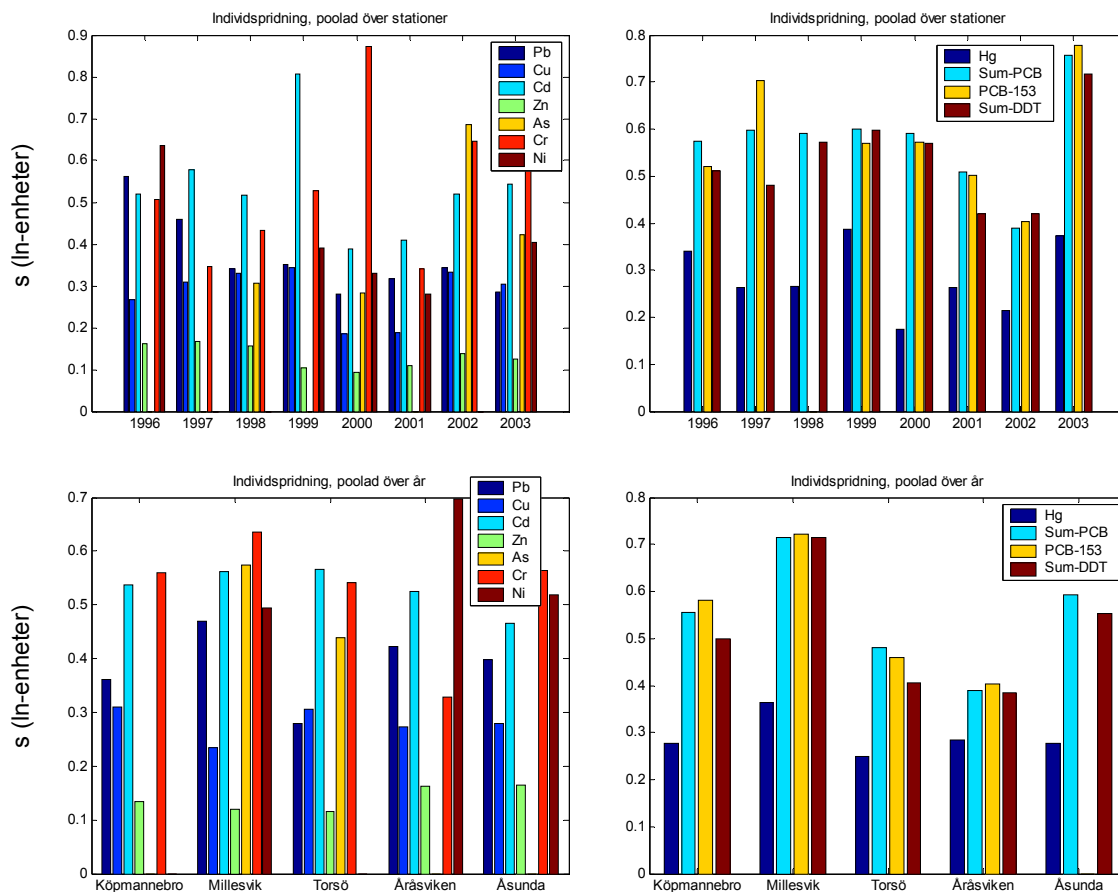 Individspridning, poolad över stationer
s (ln-enheter)
0.9
0.8
0.7
0.6
0.5
0.4
0.3
0.2
0.1
0
Pb
Cu
Cd
Zn
As
Cr
Ni
1996 1997 1998 1999 2000 2001 2002 2003
Individspridning, poolad över stationer
0.8
0.7
0.6
0.5
0.4
0.3
0.2
0.1
0
Hg
Sum-PCB
PCB-153
Sum-DDT
1996 1997 1998 1999 2000 2001 2002 2003
Individspridning, poolad över år
s (ln-enheter)
0.7
0.6
0.5
0.4
0.3
0.2
0.1
0
Pb
Cu
Cd
Zn
As
Cr
Ni
Köpmannebro Millesvik Torsö Åråsviken Åsunda
Individspridning, poolad över år
0.8
0.7
0.6
0.5
0.4
0.3
0.2
0.1
0
Hg
Sum-PCB
PCB-153
Sum-DDT
Köpmannebro Millesvik Torsö Åråsviken Åsunda